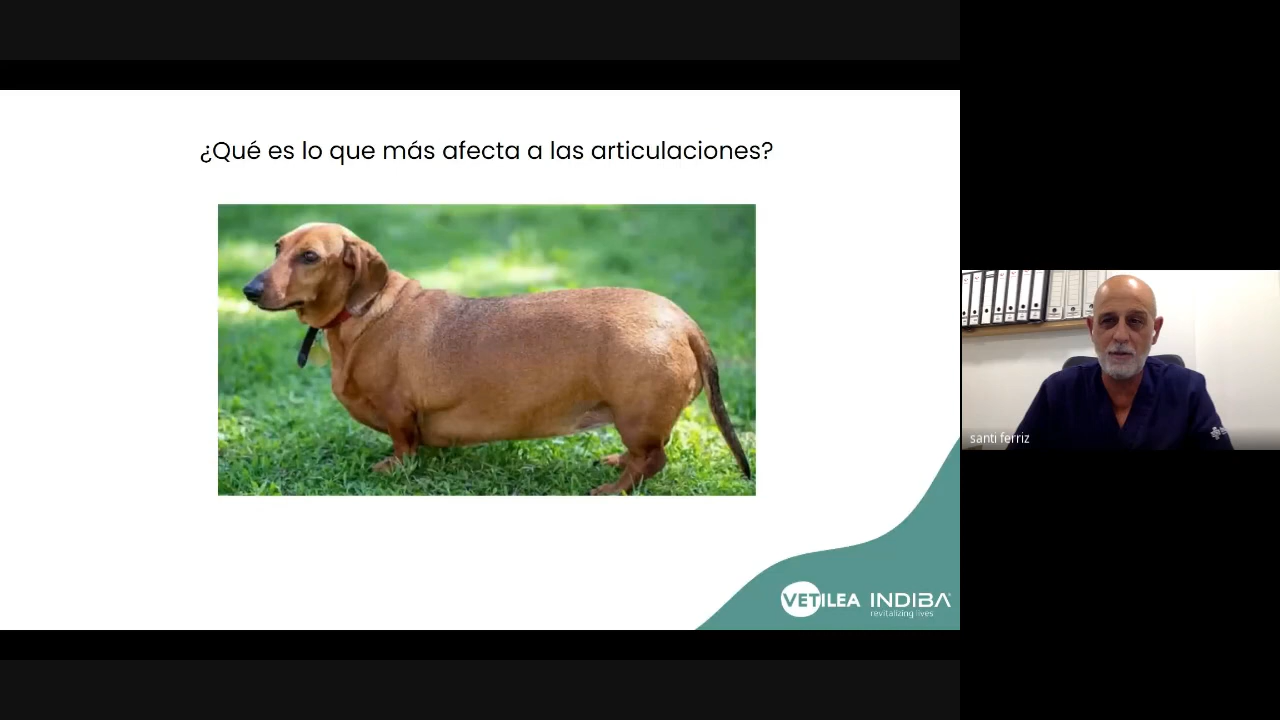 ¿Qué es lo que más afecta a las articulaciones?
santi ferriz
VETILEA INDIBA®
revitalizing lives